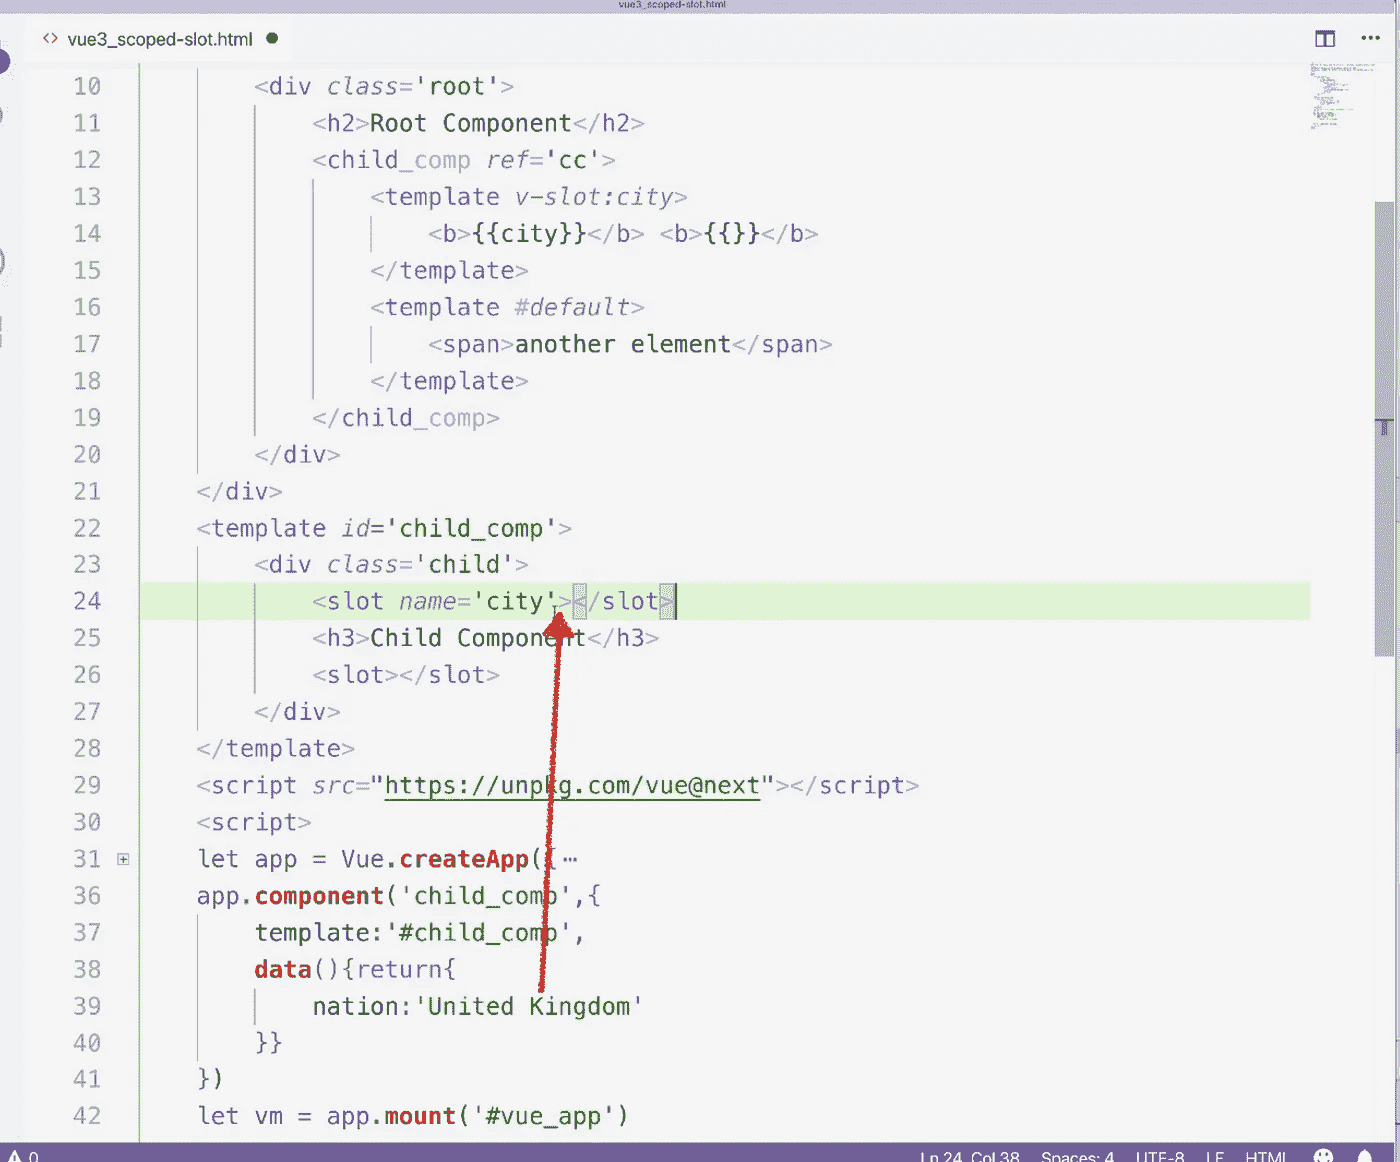 vue3_scoped-slot.html
<> vue3_scoped-slot.html ●
10 <div class='root'>
11 <h2>Root Component</h2>
12 <child_comp ref='cc'>
13 <template v-slot:city>
14 <b>{{city}}</b> <b>{{}}</b>
15 </template>
16 <template #default>
17 <span>another element</span>
18 </template>
19 </child_comp>
20 </div>
21 </div>
22 <template id='child_comp'>
23 <div class='child'>
24 <slot name='city'></slot>
25 <h3>Child Component</h3>
26 <slot></slot>
27 </div>
28 </template>
29 <script src="https://unpkg.com/vue@next"></script>
30 <script>
31 let app = Vue.createApp({ ⋯
36 app.component('child_comp',{
37 template:'#child_comp',
38 data(){return{
39 nation:'United Kingdom'
40 }}
41 })
42 let vm = app.mount('#vue_app')
0 Ln 24, Col 38 Spaces: 4 UTF-8 LF HTML